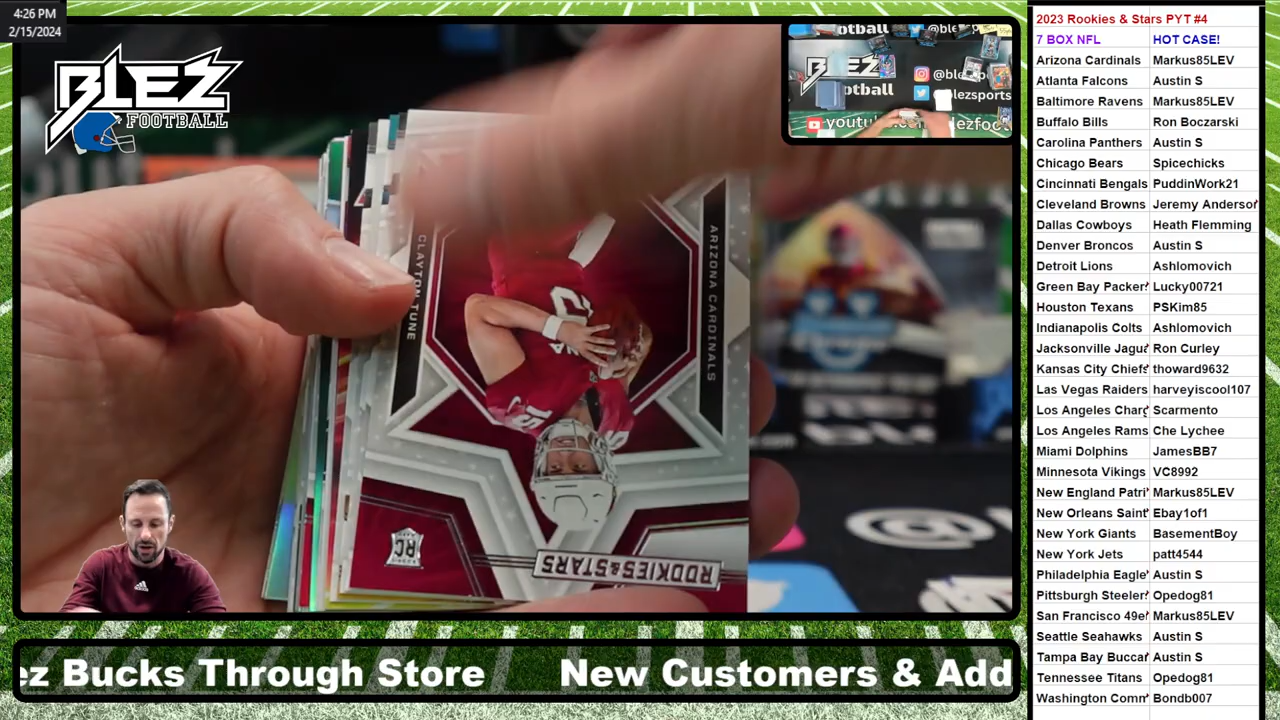 4:26 PM
2/15/2024
BLEZ
FOOTBALL
CLAYTON TUNE
ARIZONA CARDINALS
RC
ROOKIES&STARS
@ble
ez Bucks Through Store New Customers & Add
2023 Rookies & Stars PYT #4
7 BOX NFL HOT CASE!
Arizona Cardinals Markus85LEV
Atlanta Falcons Austin S
Baltimore Ravens Markus85LEV
Buffalo Bills Ron Boczarski
Carolina Panthers Austin S
Chicago Bears Spicechicks
Cincinnati Bengals PuddinWork21
Cleveland Browns Jeremy Anderson
Dallas Cowboys Heath Flemming
Denver Broncos Austin S
Detroit Lions Ashlomovich
Green Bay Packer Lucky00721
Houston Texans PSKim85
Indianapolis Colts Ashlomovich
Jacksonville Jagua Ron Curley
Kansas City Chiefs thoward9632
Las Vegas Raiders harveyiscool107
Los Angeles Charg Scarmento
Los Angeles Rams Che Lychee
Miami Dolphins JamesBB7
Minnesota Vikings VC8992
New England Patri Markus85LEV
New Orleans Saint Ebay1of1
New York Giants BasementBoy
New York Jets patt4544
Philadelphia Eagle Austin S
Pittsburgh Steeler Opedog81
San Francisco 49e Markus85LEV
Seattle Seahawks Austin S
Tampa Bay Buccan Austin S
Tennessee Titans Opedog81
Washington Comm Bondb007